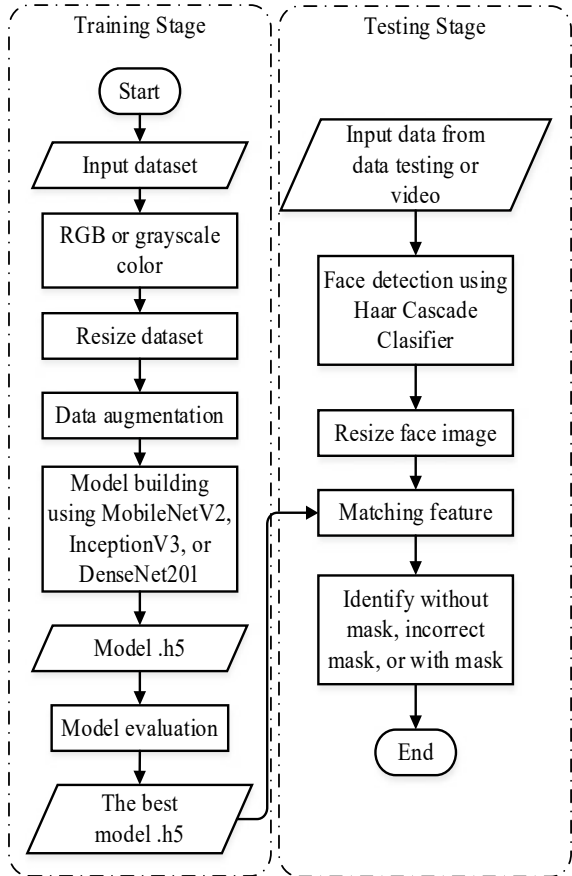 Training Stage
Start
Input dataset
RGB or grayscale
color
Resize dataset
Data augmentation
Model building
using MobileNetV2,
InceptionV3, or
DenseNet201
Model .h5
Model evaluation
The best
model .h5
Testing Stage
Input data from
data testing or
video
Face detection using
Haar Cascade
Clasifier
Resize face image
Matching feature
Identify without
mask, incorrect
mask, or with mask
End